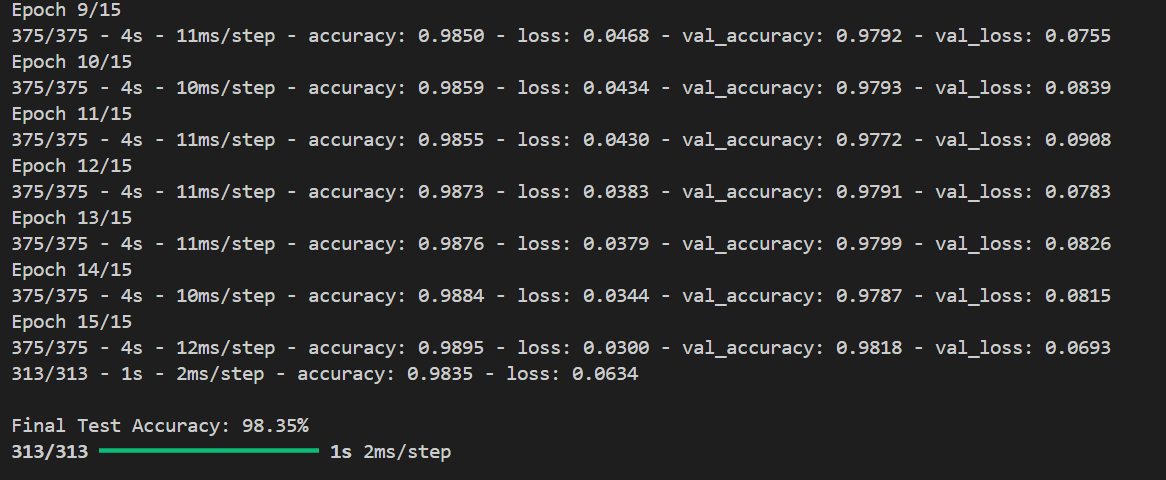 Epoch 9/15
375/375 - 4s - 11ms/step - accuracy: 0.9850 - loss: 0.0468 - val_accuracy: 0.9792 - val_loss: 0.0755
Epoch 10/15
375/375 - 4s - 10ms/step - accuracy: 0.9859 - loss: 0.0434 - val_accuracy: 0.9793 - val_loss: 0.0839
Epoch 11/15
375/375 - 4s - 11ms/step - accuracy: 0.9855 - loss: 0.0430 - val_accuracy: 0.9772 - val_loss: 0.0908
Epoch 12/15
375/375 - 4s - 11ms/step - accuracy: 0.9873 - loss: 0.0383 - val_accuracy: 0.9791 - val_loss: 0.0783
Epoch 13/15
375/375 - 4s - 11ms/step - accuracy: 0.9876 - loss: 0.0379 - val_accuracy: 0.9799 - val_loss: 0.0826
Epoch 14/15
375/375 - 4s - 10ms/step - accuracy: 0.9884 - loss: 0.0344 - val_accuracy: 0.9787 - val_loss: 0.0815
Epoch 15/15
375/375 - 4s - 12ms/step - accuracy: 0.9895 - loss: 0.0300 - val_accuracy: 0.9818 - val_loss: 0.0693
313/313 - 1s - 2ms/step - accuracy: 0.9835 - loss: 0.0634
Final Test Accuracy: 98.35%
313/313 1s 2ms/step